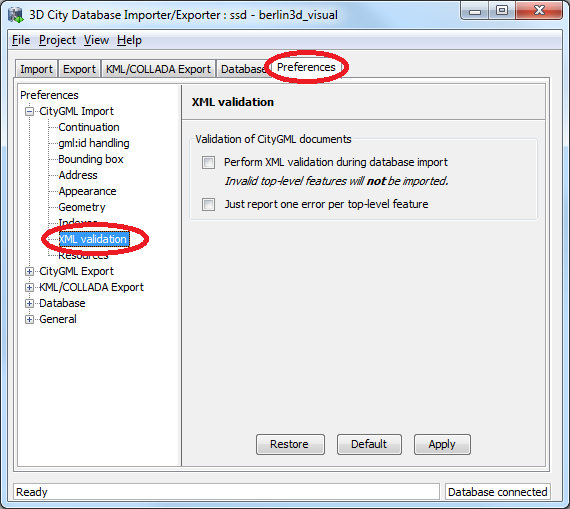 3D City Database Importer/Exporter : ssd - berlin3d_visual
File Project View Help
Import Export KML/COLLADA Export Database Preferences
Preferences
CityGML Import
Continuation
gml:id handling
Bounding box
Address
Appearance
Geometry
Indexes
XML validation
Resources
CityGML Export
KML/COLLADA Export
Database
General
XML validation
Validation of CityGML documents
Perform XML validation during database import
Invalid top-level features will not be imported.
Just report one error per top-level feature
Restore Default Apply
Ready Database connected